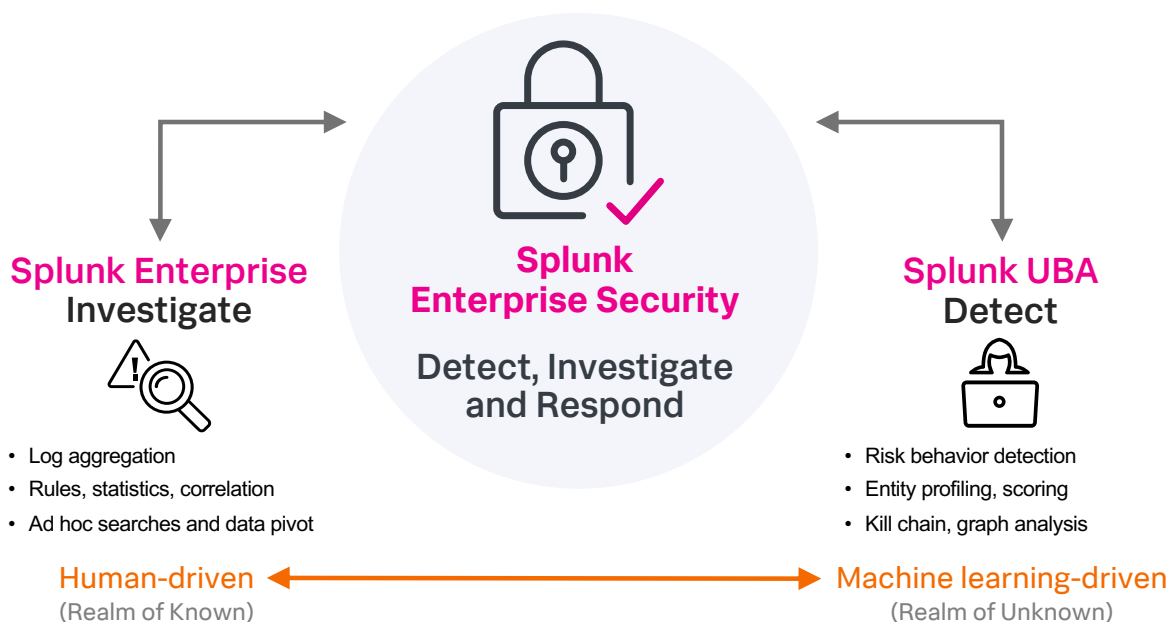 Splunk Enterprise
Investigate
• Log aggregation
• Rules, statistics, correlation
• Ad hoc searches and data pivot
Splunk
Enterprise Security
Detect, Investigate
and Respond
Splunk UBA
Detect
• Risk behavior detection
• Entity profiling, scoring
• Kill chain, graph analysis
Human-driven
(Realm of Known)
Machine learning-driven
(Realm of Unknown)